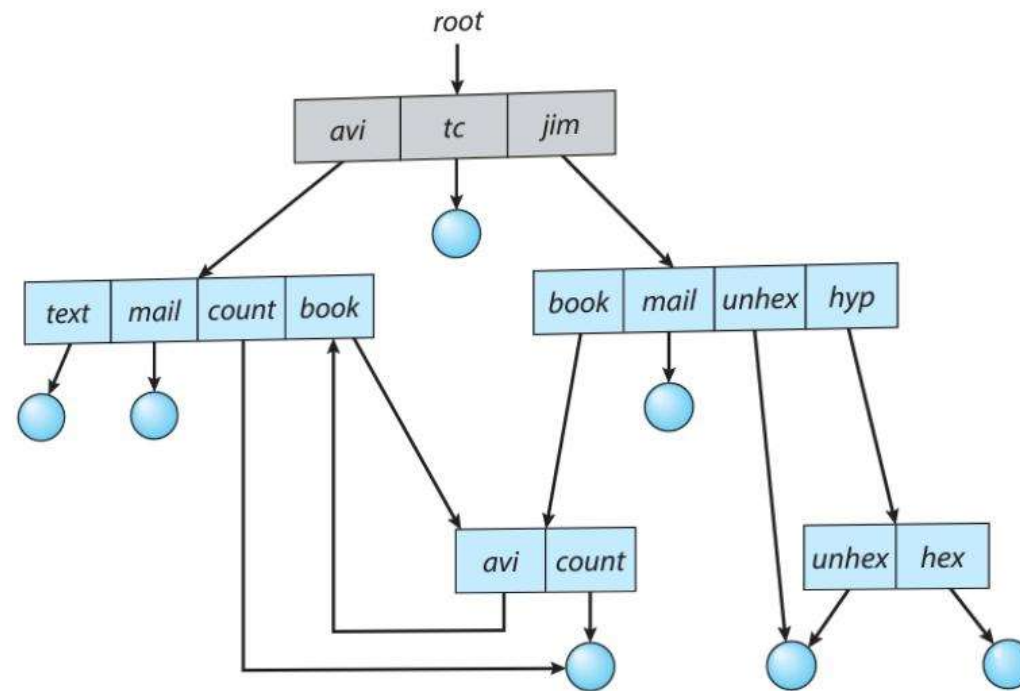 root
avi tc jim
text mail count book
book mail unhex hyp
avi count
unhex hex